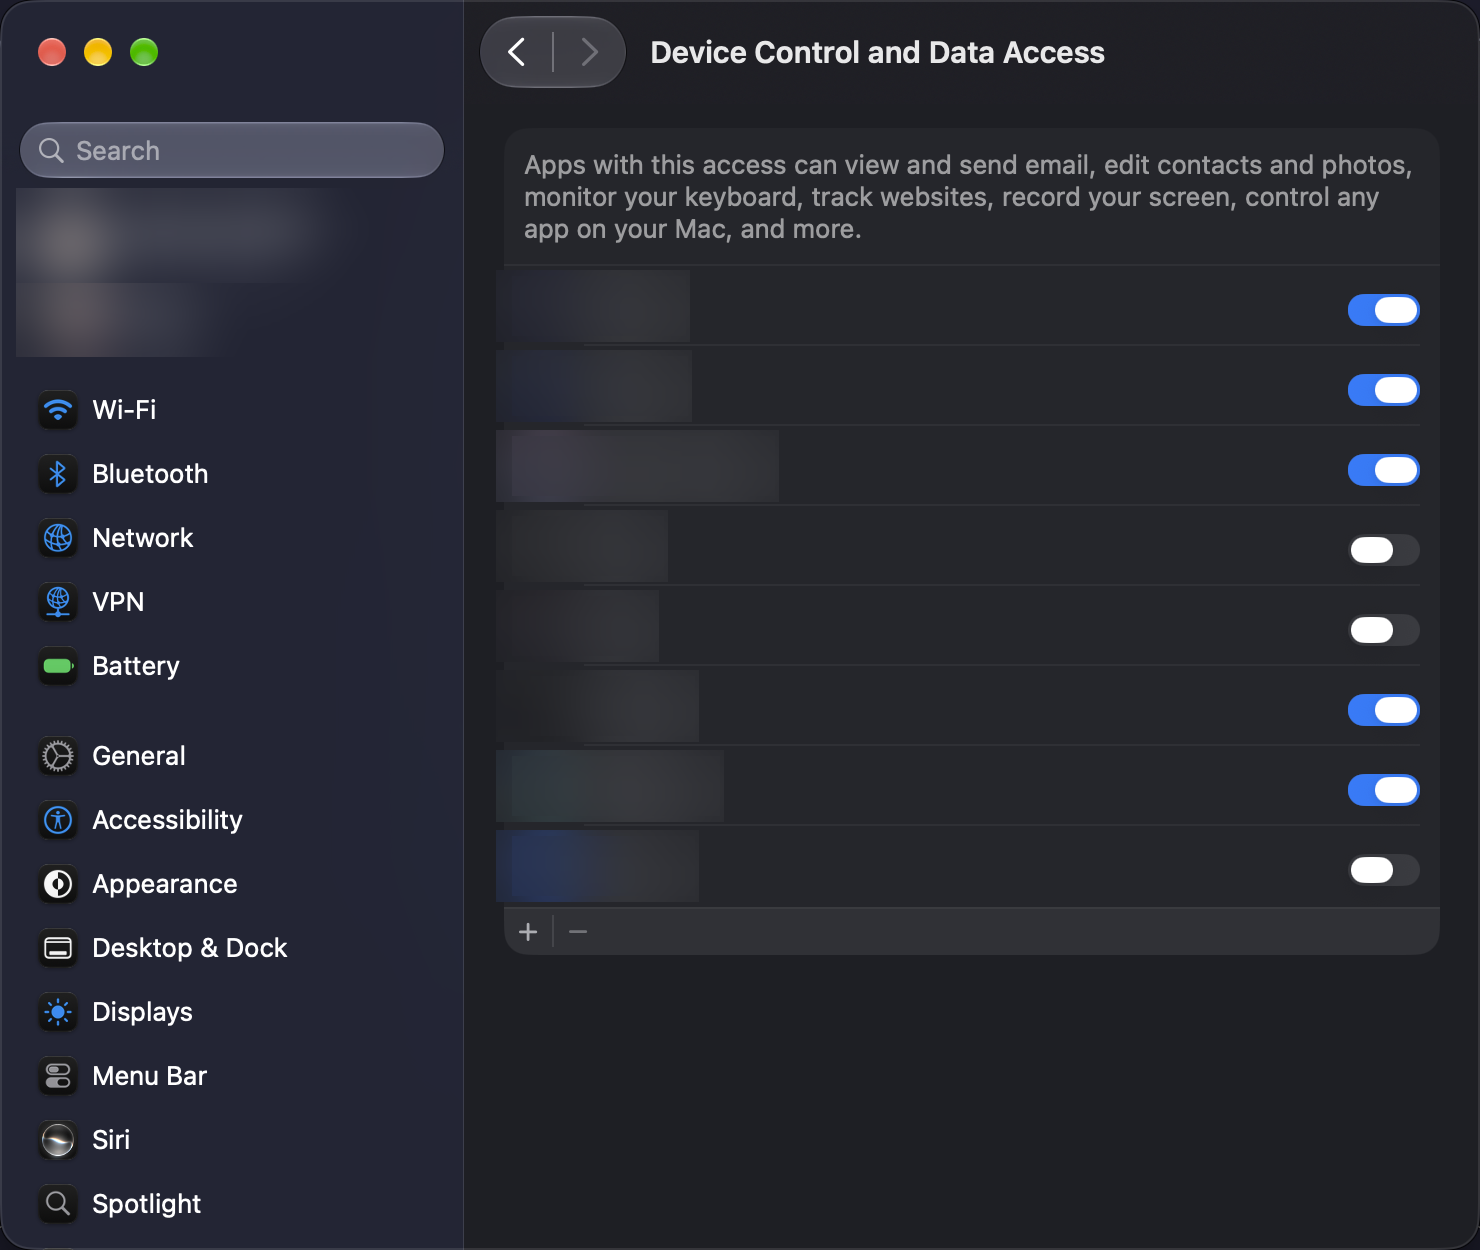 Device Control and Data Access
Search
Apps with this access can view and send email, edit contacts and photos,
monitor your keyboard, track websites, record your screen, control any
app on your Mac, and more.
Wi-Fi
Bluetooth
Network
VPN
Battery
General
Accessibility
Appearance
Desktop & Dock
Displays
Menu Bar
Siri
Spotlight